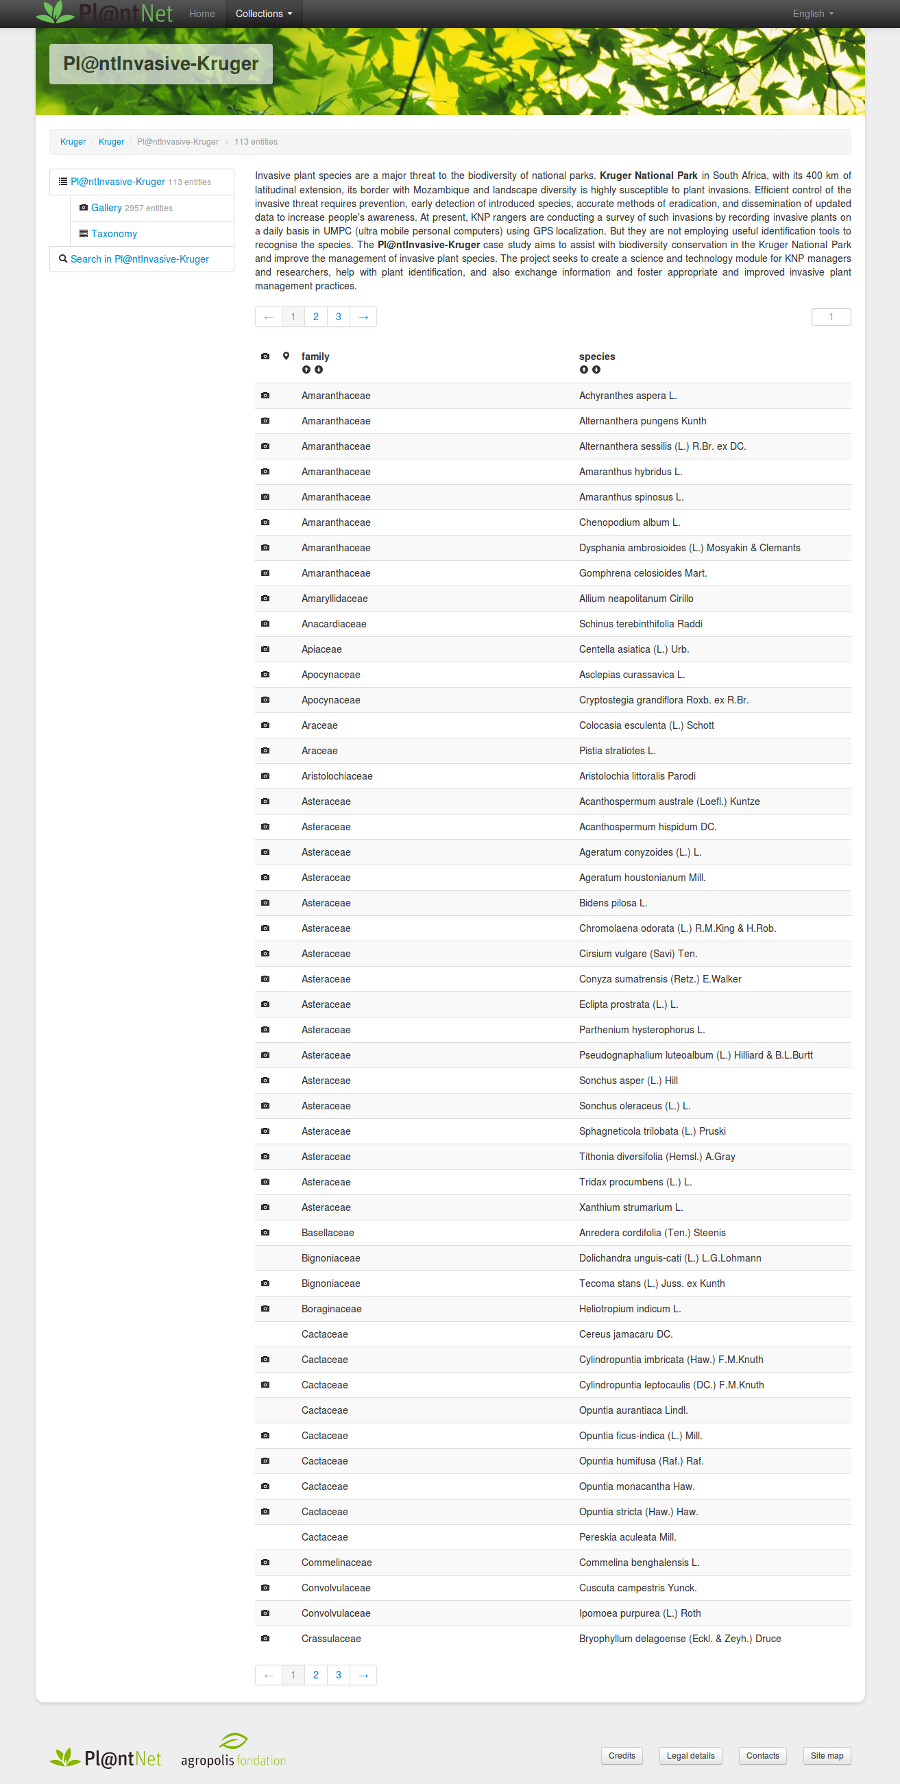 Pl@ntNet Home Collections English
Pl@ntInvasive-Kruger
Kruger / Kruger / Pl@ntInvasive-Kruger > 113 entities
Pl@ntInvasive-Kruger 113 entities
Gallery 2957 entities
Taxonomy
Search in Pl@ntInvasive-Kruger
Invasive plant species are a major threat to the biodiversity of national parks. Kruger National Park in South Africa, with its 400 km of
latitudinal extension, its border with Mozambique and landscape diversity is highly susceptible to plant invasions. Efficient control of the
invasive threat requires prevention, early detection of introduced species, accurate methods of eradication, and dissemination of updated
data to increase people's awareness. At present, KNP rangers are conducting a survey of such invasions by recording invasive plants on
a daily basis in UMPC (ultra mobile personal computers) using GPS localization. But they are not employing useful identification tools to
recognise the species. The Pl@ntInvasive-Kruger case study aims to assist with biodiversity conservation in the Kruger National Park
and improve the management of invasive plant species. The project seeks to create a science and technology module for KNP managers
and researchers, help with plant identification, and also exchange information and foster appropriate and improved invasive plant
management practices.
← 1 2 3 → 1
family species
Amaranthaceae Achyranthes aspera L.
Amaranthaceae Alternanthera pungens Kunth
Amaranthaceae Alternanthera sessilis (L.) R.Br. ex DC.
Amaranthaceae Amaranthus hybridus L.
Amaranthaceae Amaranthus spinosus L.
Amaranthaceae Chenopodium album L.
Amaranthaceae Dysphania ambrosioides (L.) Mosyakin & Clemants
Amaranthaceae Gomphrena celosioides Mart.
Amaryllidaceae Allium neapolitanum Cirillo
Anacardiaceae Schinus terebinthifolia Raddi
Apiaceae Centella asiatica (L.) Urb.
Apocynaceae Asclepias curassavica L.
Apocynaceae Cryptostegia grandiflora Roxb. ex R.Br.
Araceae Colocasia esculenta (L.) Schott
Araceae Pistia stratiotes L.
Aristolochiaceae Aristolochia littoralis Parodi
Asteraceae Acanthospermum australe (Loefl.) Kuntze
Asteraceae Acanthospermum hispidum DC.
Asteraceae Ageratum conyzoides (L.) L.
Asteraceae Ageratum houstonianum Mill.
Asteraceae Bidens pilosa L.
Asteraceae Chromolaena odorata (L.) R.M.King & H.Rob.
Asteraceae Cirsium vulgare (Savi) Ten.
Asteraceae Conyza sumatrensis (Retz.) E.Walker
Asteraceae Eclipta prostrata (L.) L.
Asteraceae Parthenium hysterophorus L.
Asteraceae Pseudognaphalium luteoalbum (L.) Hilliard & B.L.Burtt
Asteraceae Sonchus asper (L.) Hill
Asteraceae Sonchus oleraceus (L.) L.
Asteraceae Sphagneticola trilobata (L.) Pruski
Asteraceae Tithonia diversifolia (Hemsl.) A.Gray
Asteraceae Tridax procumbens (L.) L.
Asteraceae Xanthium strumarium L.
Basellaceae Anredera cordifolia (Ten.) Steenis
Bignoniaceae Dolichandra unguis-cati (L.) L.G.Lohmann
Bignoniaceae Tecoma stans (L.) Juss. ex Kunth
Boraginaceae Heliotropium indicum L.
Cactaceae Cereus jamacaru DC.
Cactaceae Cylindropuntia imbricata (Haw.) F.M.Knuth
Cactaceae Cylindropuntia leptocaulis (DC.) F.M.Knuth
Cactaceae Opuntia aurantiaca Lindl.
Cactaceae Opuntia ficus-indica (L.) Mill.
Cactaceae Opuntia humifusa (Raf.) Raf.
Cactaceae Opuntia monacantha Haw.
Cactaceae Opuntia stricta (Haw.) Haw.
Cactaceae Pereskia aculeata Mill.
Commelinaceae Commelina benghalensis L.
Convolvulaceae Cuscuta campestris Yunck.
Convolvulaceae Ipomoea purpurea (L.) Roth
Crassulaceae Bryophyllum delagoense (Eckl. & Zeyh.) Druce
← 1 2 3 →
Pl@ntNet agropolis fondation Credits Legal details Contacts Site map